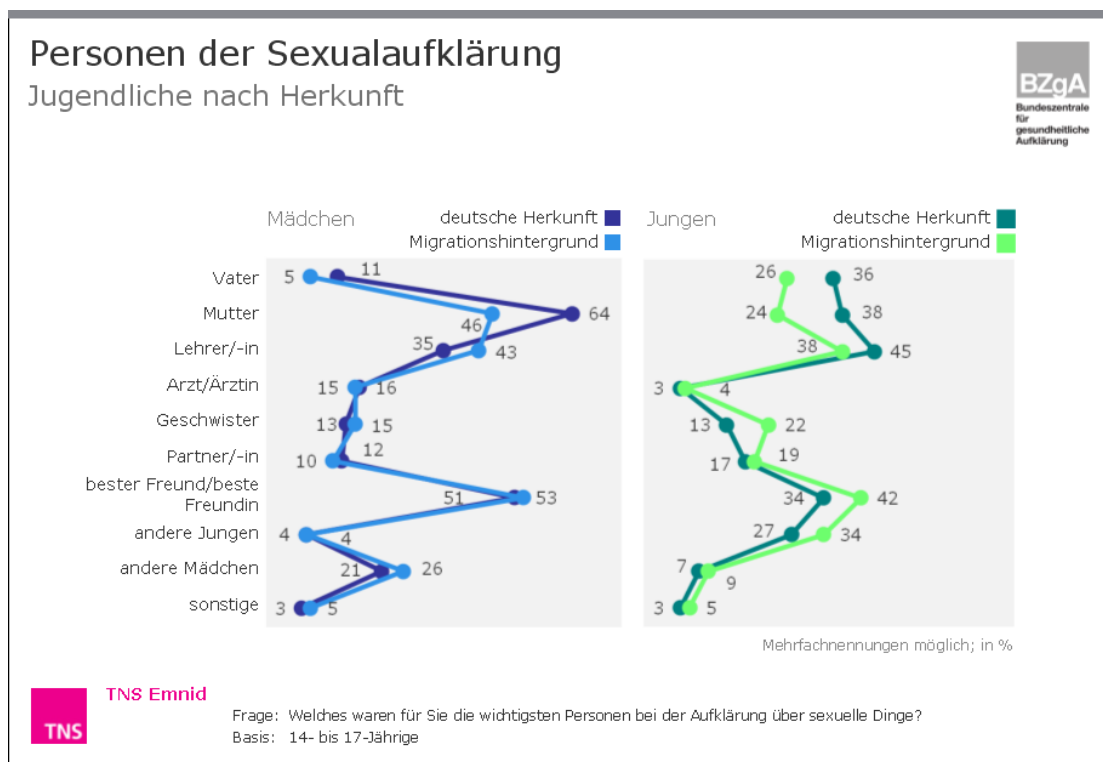 Personen der Sexualaufklärung
Jugendliche nach Herkunft
BZgA
Bundeszentrale
für
gesundheitliche
Aufklärung
Mädchen
deutsche Herkunft
Migrationshintergrund
Jungen
deutsche Herkunft
Migrationshintergrund
Vater 5 11 26 36
Mutter 46 64 24 38
Lehrer/-in 35 43 38 45
Arzt/Ärztin 15 16 3 4
Geschwister 13 15 13 22
Partner/-in 10 12 17 19
bester Freund/beste
Freundin 51 53 34 42
andere Jungen 4 4 27 34
andere Mädchen 21 26 7 9
sonstige 3 5 3 5
Mehrfachnennungen möglich; in %
TNS
TNS Emnid
Frage: Welches waren für Sie die wichtigsten Personen bei der Aufklärung über sexuelle Dinge?
Basis: 14- bis 17-Jährige